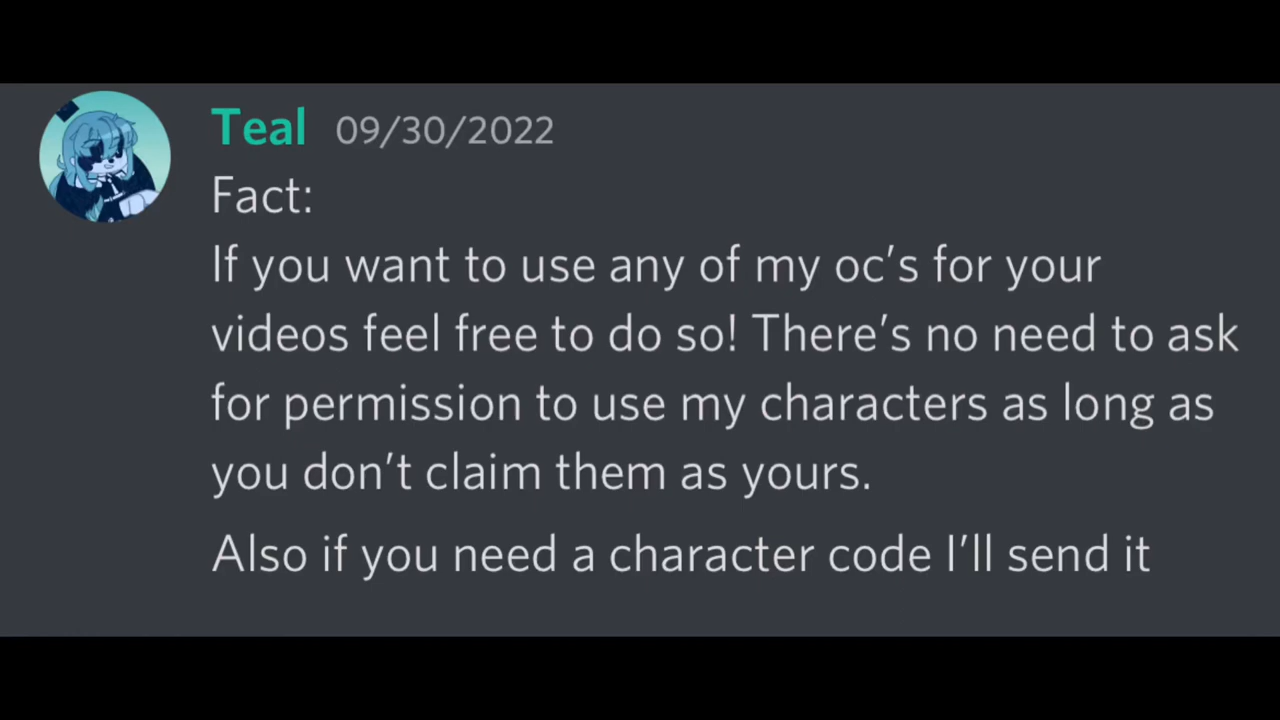 Teal 09/30/2022
Fact:
If you want to use any of my oc’s for your
videos feel free to do so! There’s no need to ask
for permission to use my characters as long as
you don’t claim them as yours.
Also if you need a character code I’ll send it